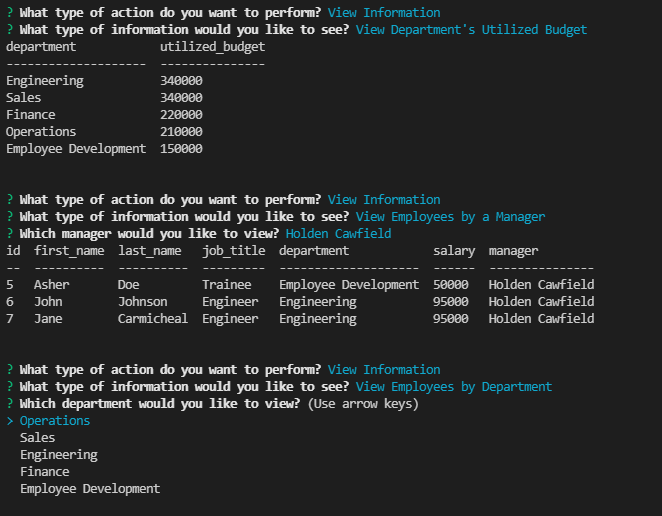 ? What type of action do you want to perform? View Information
? What type of information would you like to see? View Department's Utilized Budget
department            utilized_budget
--------------------  ---------------
Engineering           340000
Sales                 340000
Finance               220000
Operations            210000
Employee Development  150000
? What type of action do you want to perform? View Information
? What type of information would you like to see? View Employees by a Manager
? Which manager would you like to view? Holden Cawfield
id  first_name  last_name   job_title  department            salary  manager
--  ----------  ----------  ---------  --------------------  ------  ---------------
5   Asher       Doe         Trainee    Employee Development  50000   Holden Cawfield
6   John        Johnson     Engineer   Engineering           95000   Holden Cawfield
7   Jane        Carmicheal  Engineer   Engineering           95000   Holden Cawfield
? What type of action do you want to perform? View Information
? What type of information would you like to see? View Employees by Department
? Which department would you like to view? (Use arrow keys)
> Operations
  Sales
  Engineering
  Finance
  Employee Development